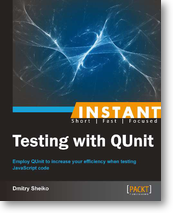 INSTANT
Short | Fast | Focused
Testing with QUnit
Employ QUnit to increase your efficiency when testing
JavaScript code
Dmitry Sheiko
[PACKT]